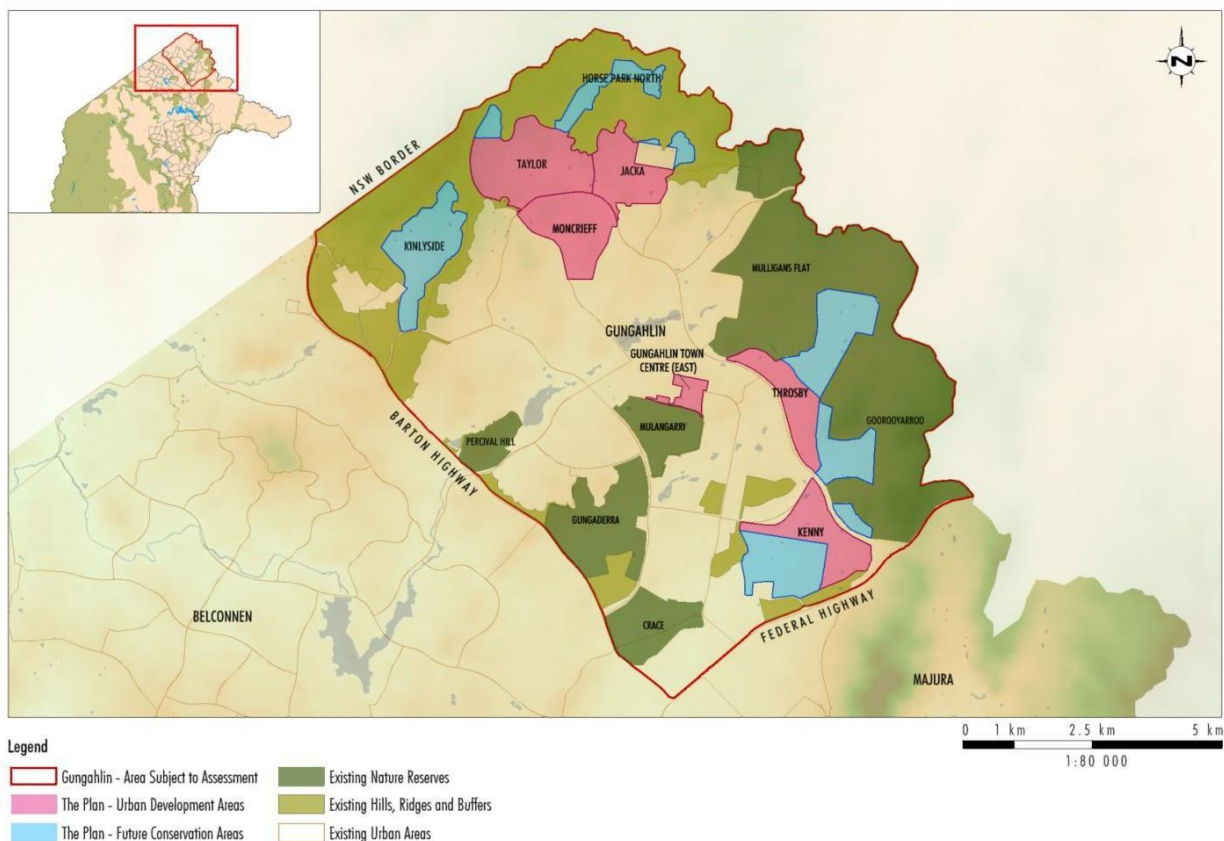 N
HORSE PARK NORTH
NSW BORDER
TAYLOR
JACKA
MONCRIEFF
KINLYSIDE
MULLIGANS FLAT
GUNGAHLIN
GUNGAHLIN TOWN
CENTRE (EAST)
THROSBY
GOOROOYARROO
BARTON HIGHWAY
PERCIVAL HILL
MULANGARRI
GUNGADERRA
KENNY
BELCONNEN
CRACE
FEDERAL HIGHWAY
MAJURA
0 1 km 2.5 km 5 km
1:80 000
Legend
Gungahlin - Area Subject to Assessment
The Plan - Urban Development Areas
The Plan - Future Conservation Areas
Existing Nature Reserves
Existing Hills, Ridges and Buffers
Existing Urban Areas